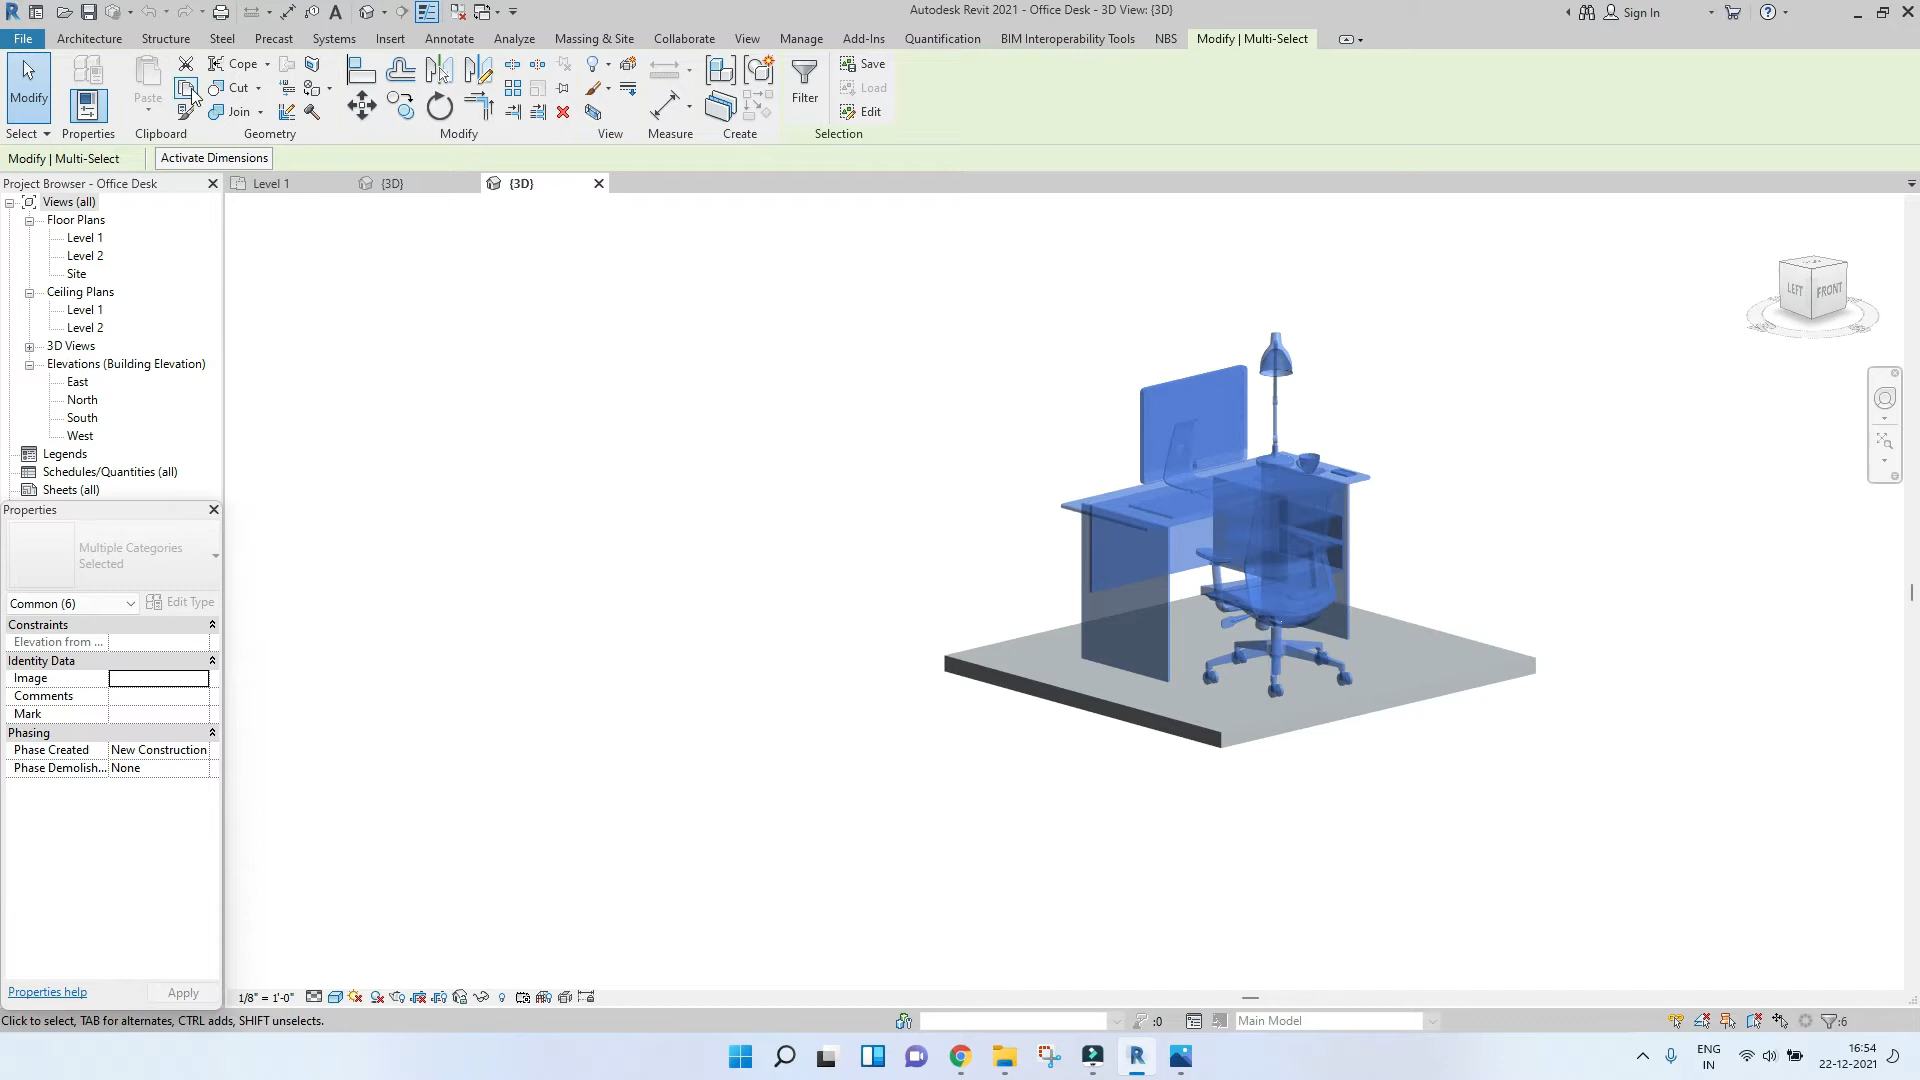 Autodesk Revit 2021 - Office Desk - 3D View: {3D}
Sign In
File Architecture Structure Steel Precast Systems Insert Annotate Analyze Massing & Site Collaborate View Manage Add-Ins Quantification BIM Interoperability Tools NBS Modify | Multi-Select
Modify
Paste
Cope
Cut
Join
Filter
Save
Load
Edit
Select Properties Clipboard Geometry Modify View Measure Create Selection
Modify | Multi-Select Activate Dimensions
Project Browser - Office Desk
Level 1
{3D}
{3D}
Views (all)
Floor Plans
Level 1
Level 2
Site
Ceiling Plans
Level 1
Level 2
3D Views
Elevations (Building Elevation)
East
North
South
West
Legends
Schedules/Quantities (all)
Sheets (all)
LEFT FRONT
Properties
Multiple Categories
Selected
Common (6) Edit Type
Constraints
Elevation from ...
Identity Data
Image
Comments
Mark
Phasing
Phase Created New Construction
Phase Demolish... None
Properties help Apply
1/8" = 1'-0"
Click to select, TAB for alternates, CTRL adds, SHIFT unselects.
:0
Main Model
:6
ENG
IN
16:54
22-12-2021